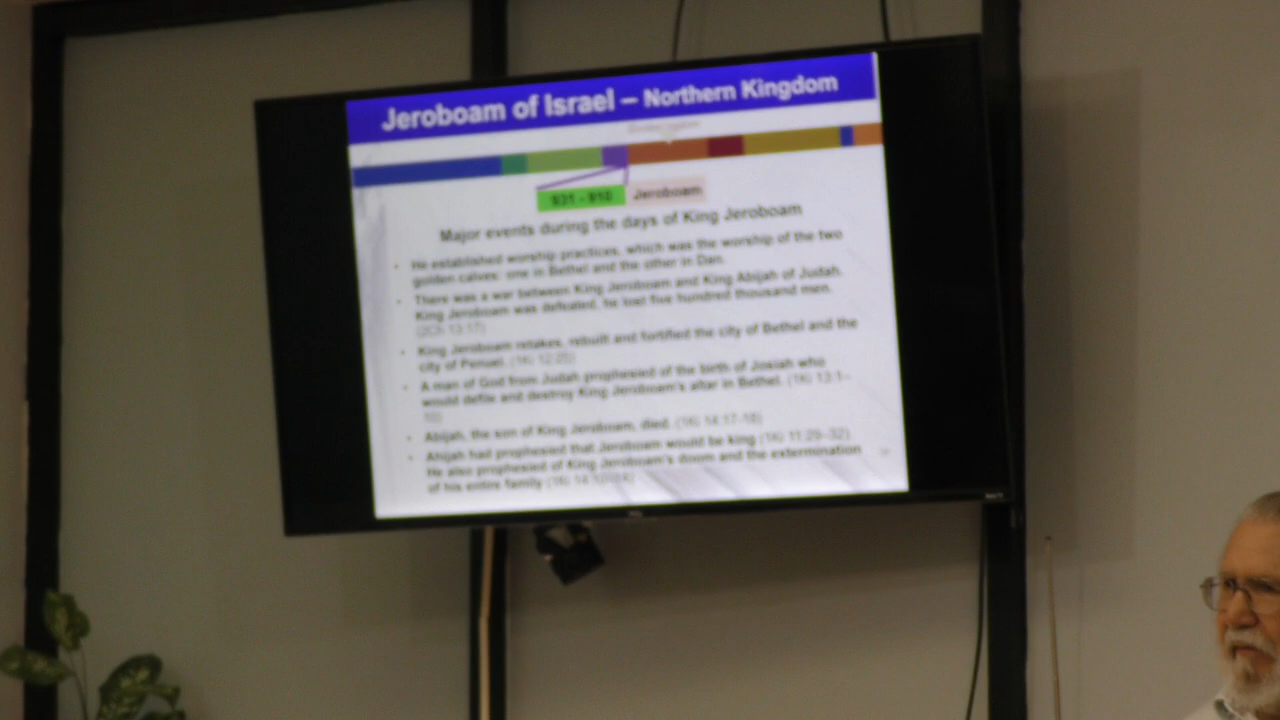 Jeroboam of Israel – Northern Kingdom
931 - 910 Jeroboam
Major events during the days of King Jeroboam
• He established worship practices, which was the worship of the two
golden calves: one in Bethel and the other in Dan.
• There was a war between King Jeroboam and King Abijah of Judah.
King Jeroboam was defeated, he lost five hundred thousand men.
(2Ch 13:17)
• King Jeroboam retakes, rebuilt and fortified the city of Bethel and the
city of Penuel. (1Ki 12:25)
• A man of God from Judah prophesied of the birth of Josiah who
would defile and destroy King Jeroboam's altar in Bethel. (1Ki 13:1–
10)
• Abijah, the son of King Jeroboam, died. (1Ki 14:17-18)
• Ahijah had prophesied that Jeroboam would be king (1Ki 11:29–32)
He also prophesied of King Jeroboam's doom and the extermination
of his entire family